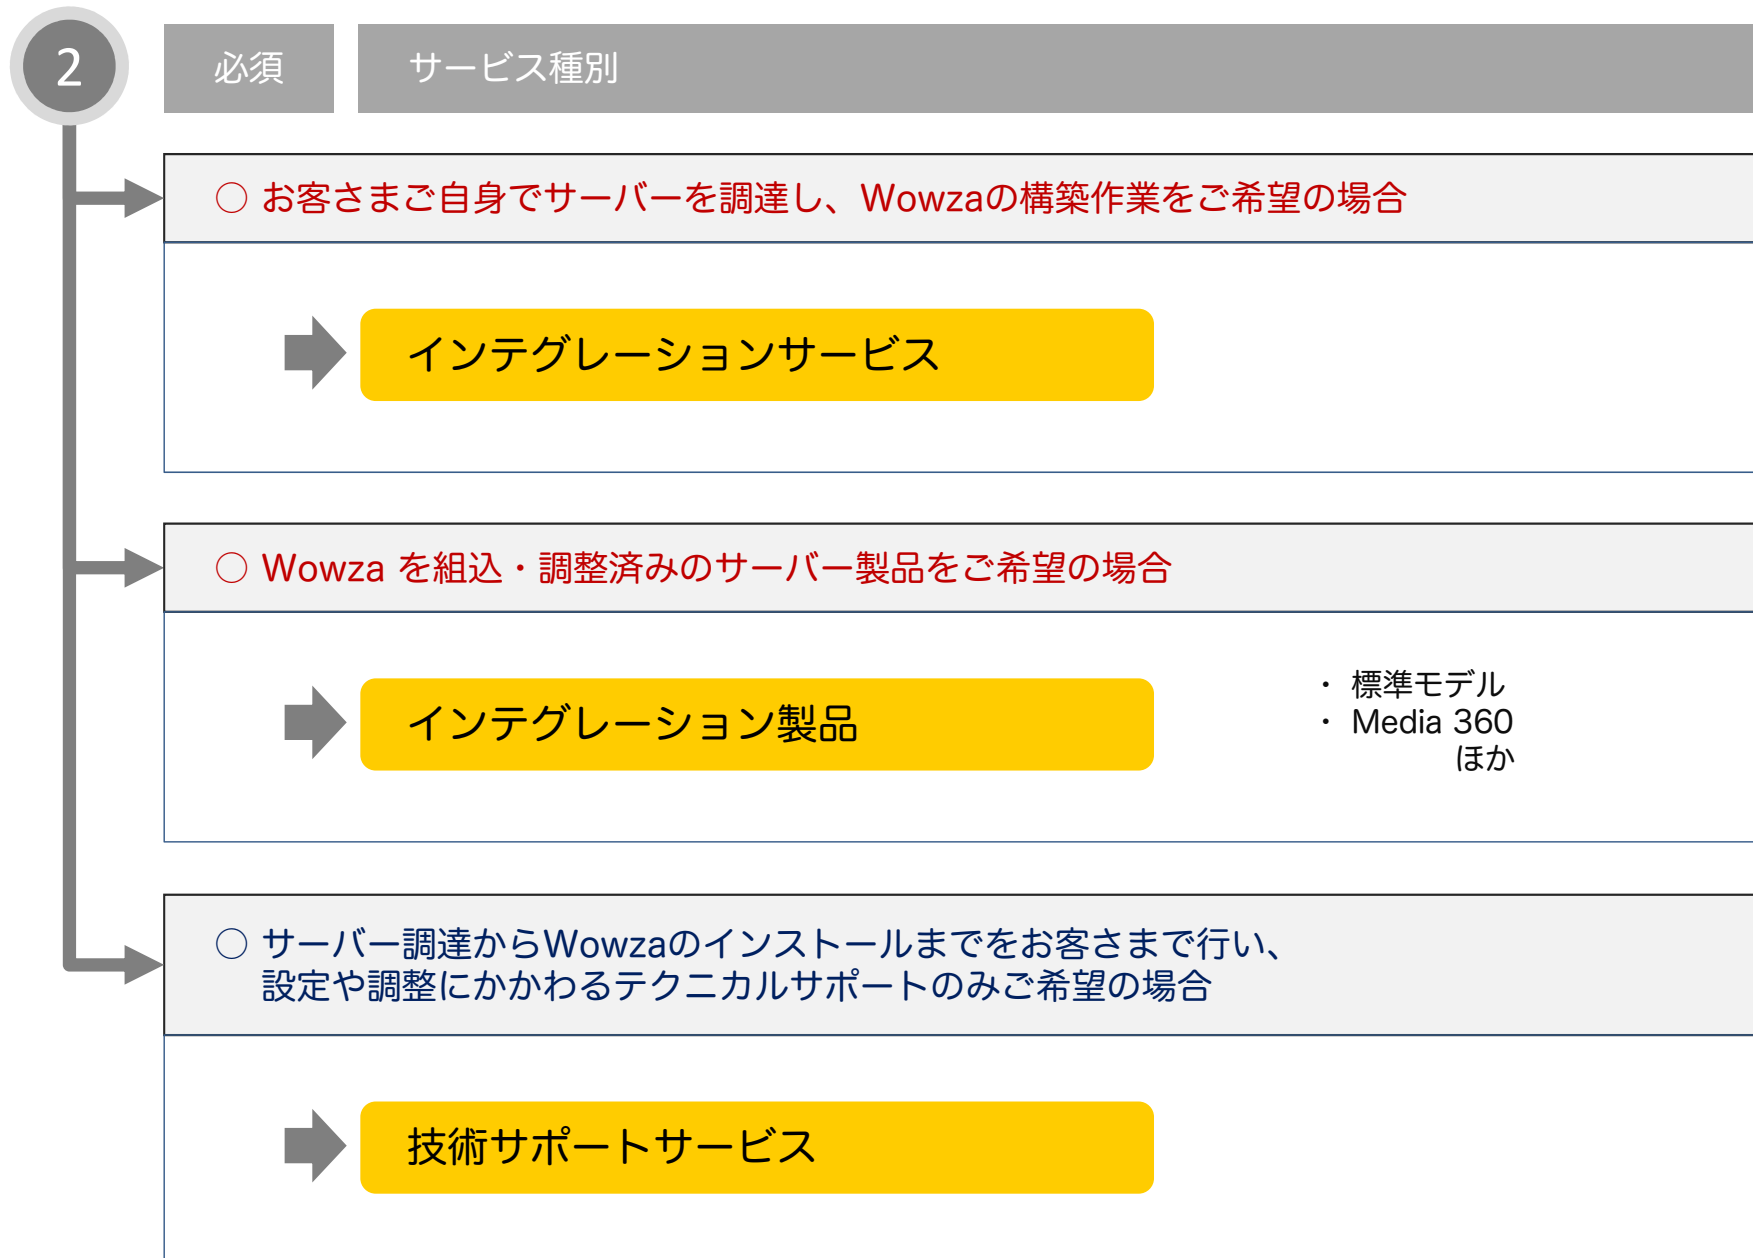 2
必須
サービス種別
○ お客さまご自身でサーバーを調達し、Wowzaの構築作業をご希望の場合
インテグレーションサービス
○ Wowza を組込・調整済みのサーバー製品をご希望の場合
インテグレーション製品
・ 標準モデル
・ Media 360
ほか
○ サーバー調達からWowzaのインストールまでをお客さまで行い、
設定や調整にかかわるテクニカルサポートのみご希望の場合
技術サポートサービス